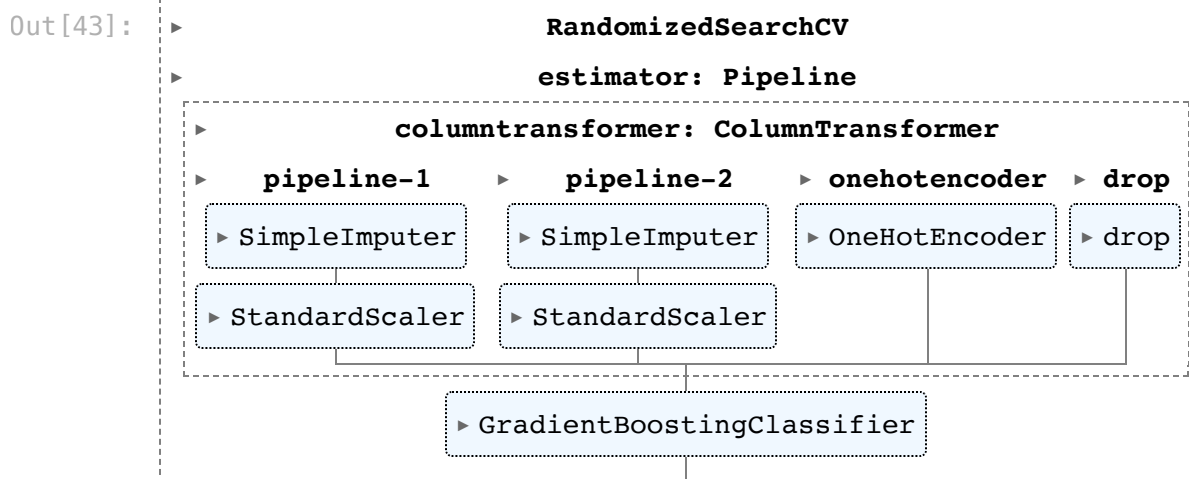 Out[43]:
RandomizedSearchCV
estimator: Pipeline
columntransformer: ColumnTransformer
pipeline-1 pipeline-2 onehotencoder drop
SimpleImputer SimpleImputer OneHotEncoder drop
StandardScaler StandardScaler
GradientBoostingClassifier